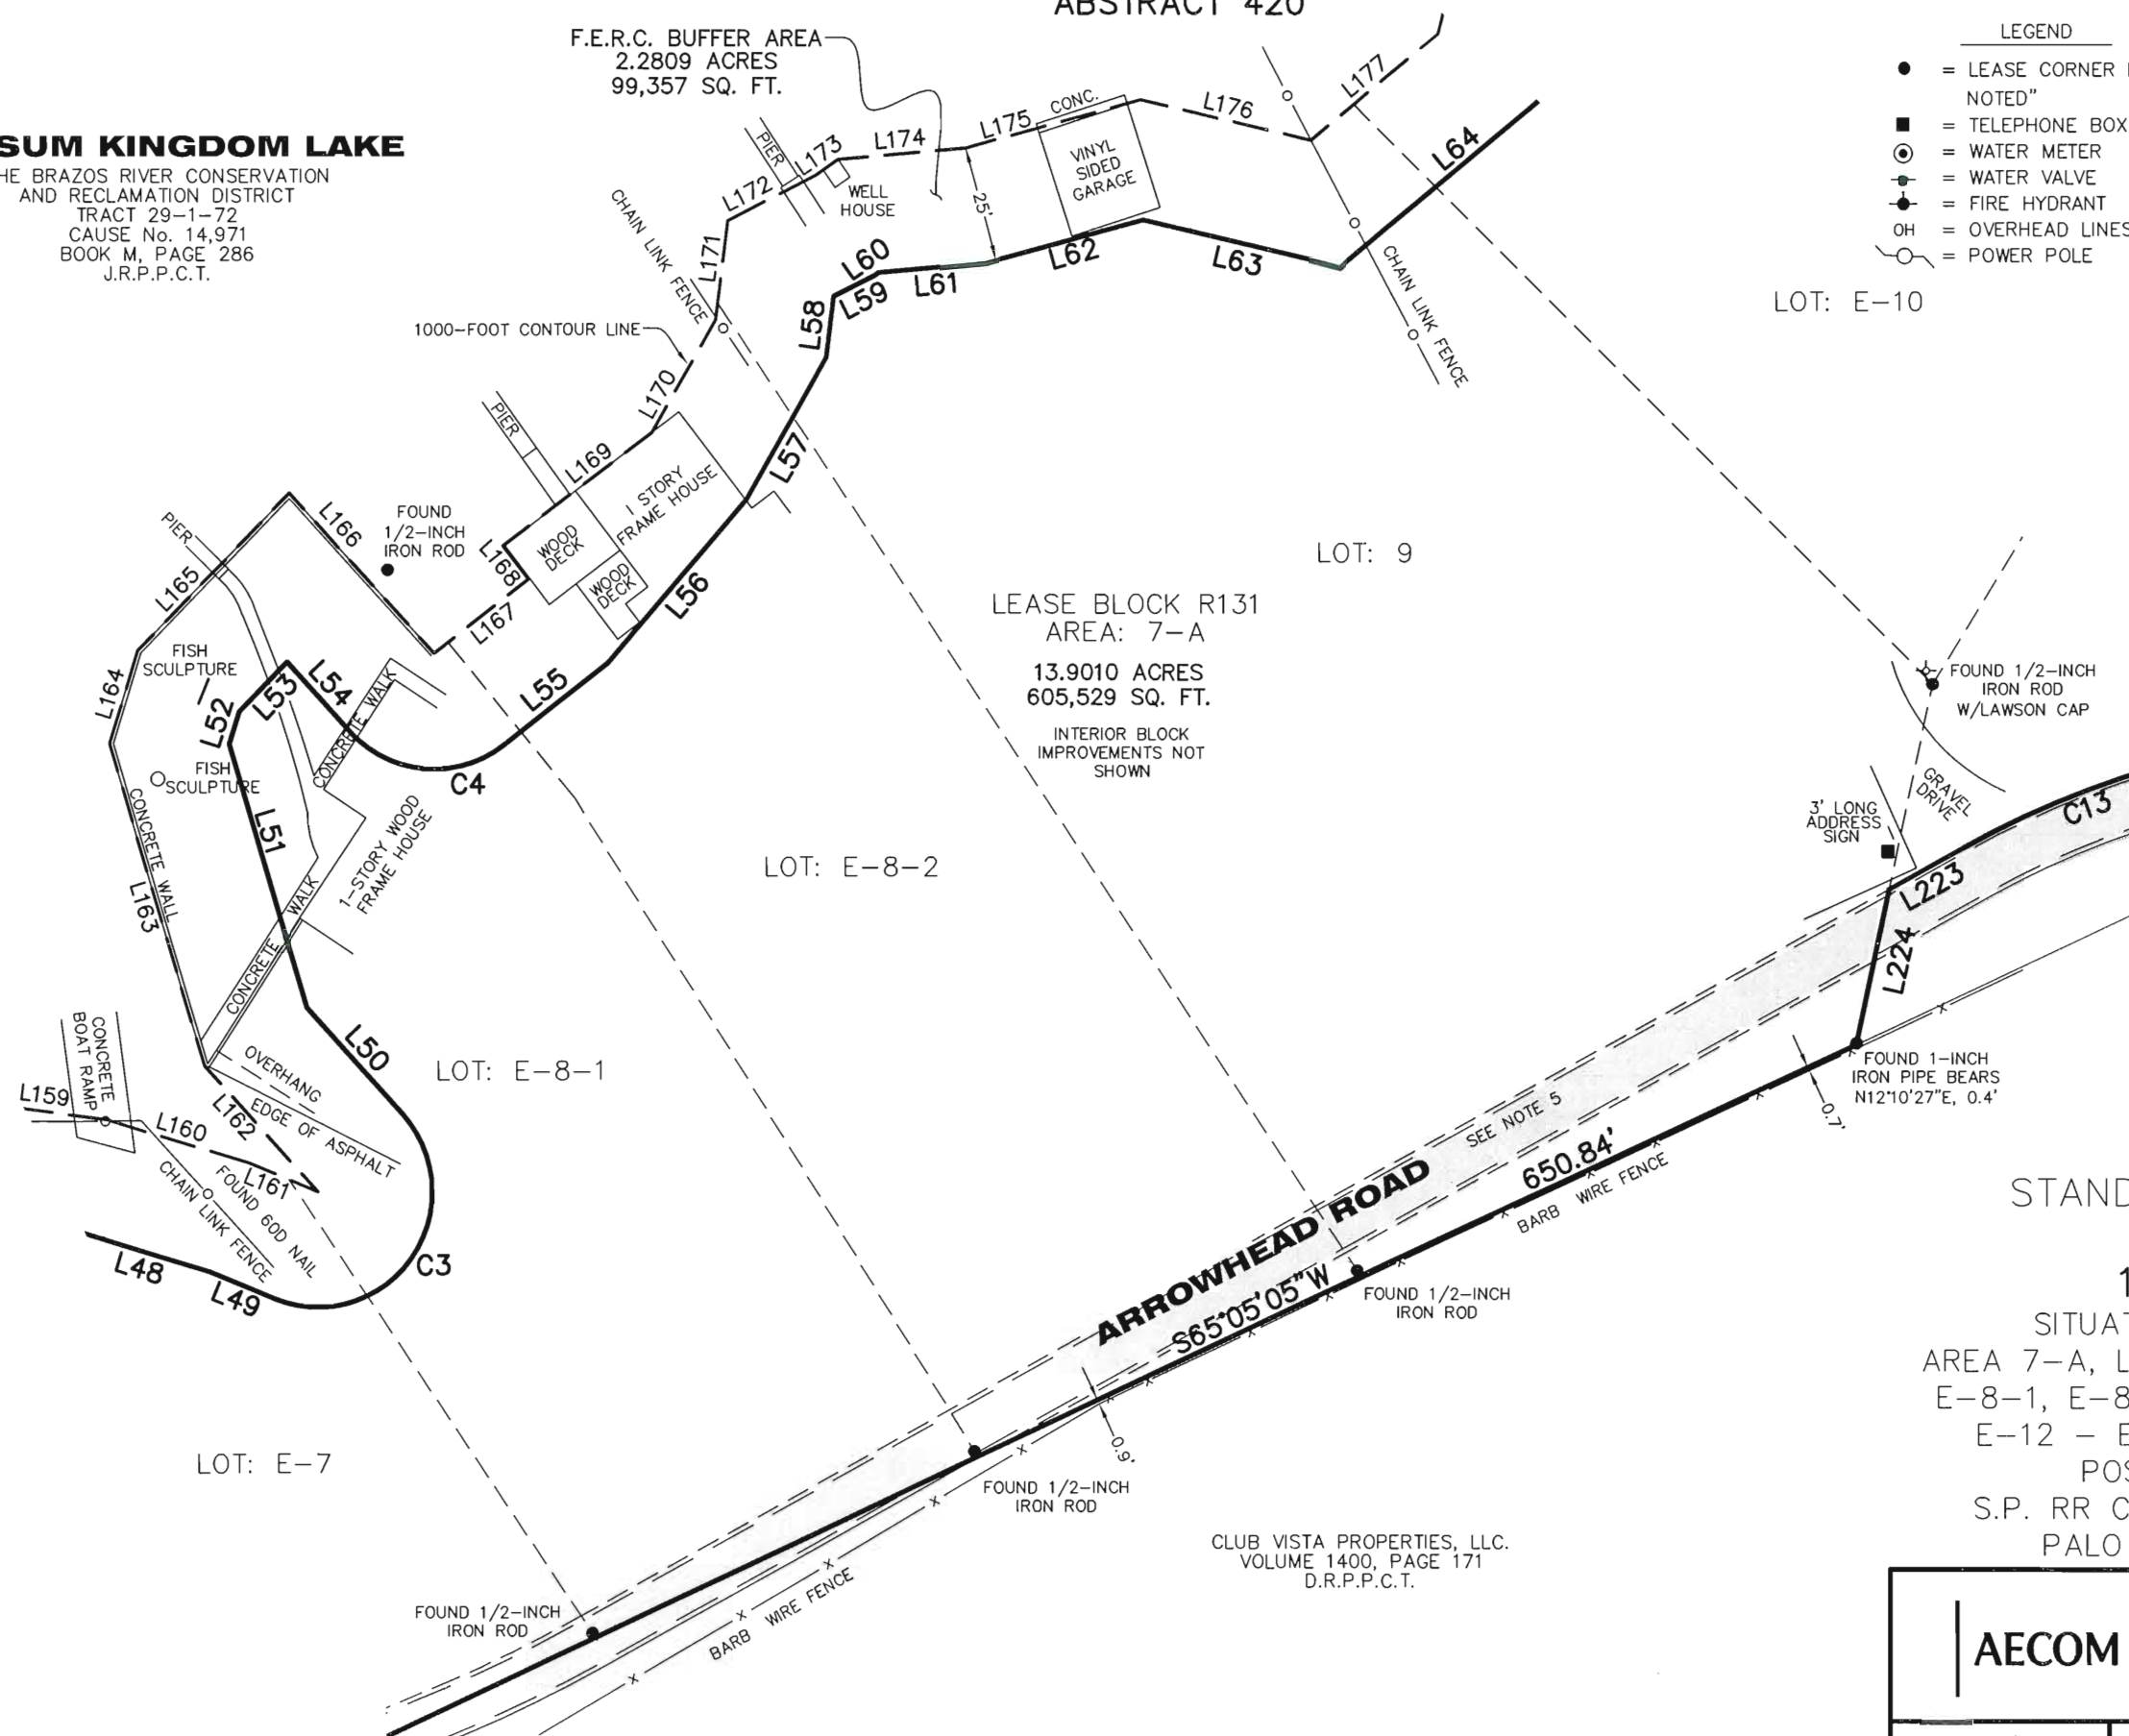 ABSTRACT 420
F.E.R.C. BUFFER AREA
2.2809 ACRES
99,357 SQ. FT.
SUM KINGDOM LAKE
HE BRAZOS RIVER CONSERVATION
AND RECLAMATION DISTRICT
TRACT 29-1-72
CAUSE No. 14,971
BOOK M, PAGE 286
J.R.P.P.C.T.
LEGEND
= LEASE CORNER
NOTED"
= TELEPHONE BOX
= WATER METER
= WATER VALVE
= FIRE HYDRANT
OH = OVERHEAD LINES
= POWER POLE
LOT: E-10
L177
L176
L175
CONC.
L174
L173
PIER
L172
WELL
HOUSE
VINYL
SIDED
GARAGE
25'
L64
L63
L62
L61
L60
L59
L58
L171
CHAIN LINK FENCE
CHAIN LINK FENCE
1000-FOOT CONTOUR LINE
L170
L57
PIER
L169
1 STORY
FRAME HOUSE
WOOD
DECK
WOOD
DECK
L168
L167
L56
L55
FOUND
1/2-INCH
IRON ROD
L166
PIER
L165
L164
FISH
SCULPTURE
L54
L53
L52
CONCRETE WALK
C4
FISH
SCULPTURE
L51
CONCRETE WALL
L163
1-STORY WOOD
FRAME HOUSE
CONCRETE WALK
L50
LOT: 9
LEASE BLOCK R131
AREA: 7-A
13.9010 ACRES
605,529 SQ. FT.
INTERIOR BLOCK
IMPROVEMENTS NOT
SHOWN
LOT: E-8-2
LOT: E-8-1
FOUND 1/2-INCH
IRON ROD
W/LAWSON CAP
GRAVEL
DRIVE
3' LONG
ADDRESS
SIGN
C13
L223
L224
FOUND 1-INCH
IRON PIPE BEARS
N12°10'27"E, 0.4'
0.7'
CONCRETE
BOAT RAMP
OVERHANG
EDGE OF ASPHALT
L159
L160
L162
L161
FOUND 60D NAIL
CHAIN LINK FENCE
L48
L49
C3
SEE NOTE 5
650.84'
BARB WIRE FENCE
ARROWHEAD ROAD
S65°05'05"W
FOUND 1/2-INCH
IRON ROD
0.9'
FOUND 1/2-INCH
IRON ROD
LOT: E-7
FOUND 1/2-INCH
IRON ROD
BARB WIRE FENCE
CLUB VISTA PROPERTIES, LLC.
VOLUME 1400, PAGE 171
D.R.P.P.C.T.
STAND
1
SITUAT
AREA 7-A, L
E-8-1, E-8
E-12 - E
POS
S.P. RR C
PALO
AECOM